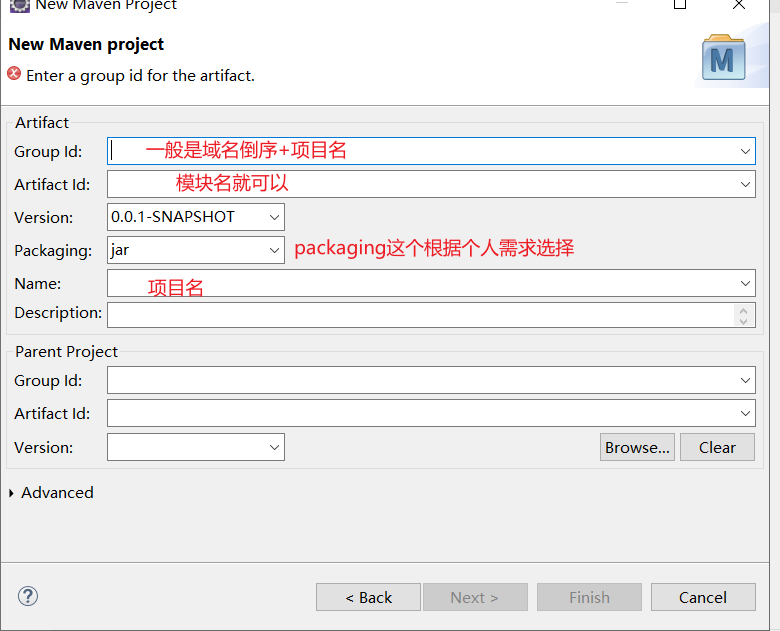 New Maven Project
New Maven project
Enter a group id for the artifact.
M
Artifact
Group Id: 一般是域名倒序+项目名
Artifact Id: 模块名就可以
Version: 0.0.1-SNAPSHOT
Packaging: jar packaging这个根据个人需求选择
Name: 项目名
Description:
Parent Project
Group Id:
Artifact Id:
Version: Browse... Clear
Advanced
? < Back Next > Finish Cancel